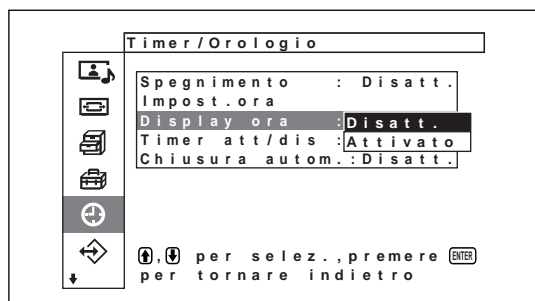 Timer/Orologio
Spegnimento : Disatt.
Impost.ora
Display ora :Disatt.
Timer att/dis :Attivato
Chiusura autom.:Disatt.
, per selez.,premere ENTER
per tornare indietro